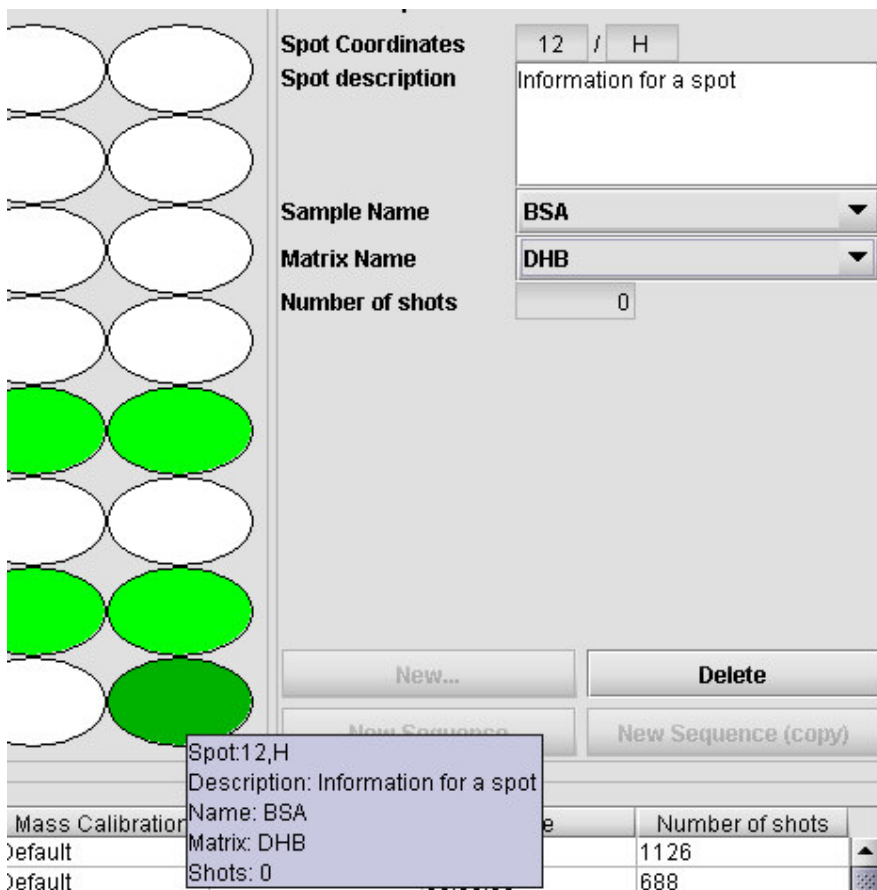 Spot Coordinates 12 / H
Spot description Information for a spot
Sample Name BSA
Matrix Name DHB
Number of shots 0
New... Delete
New Sequence New Sequence (copy)
Spot:12,H
Description: Information for a spot
Name: BSA
Matrix: DHB
Shots: 0
Mass Calibration Number of shots
Default 1126
Default 688